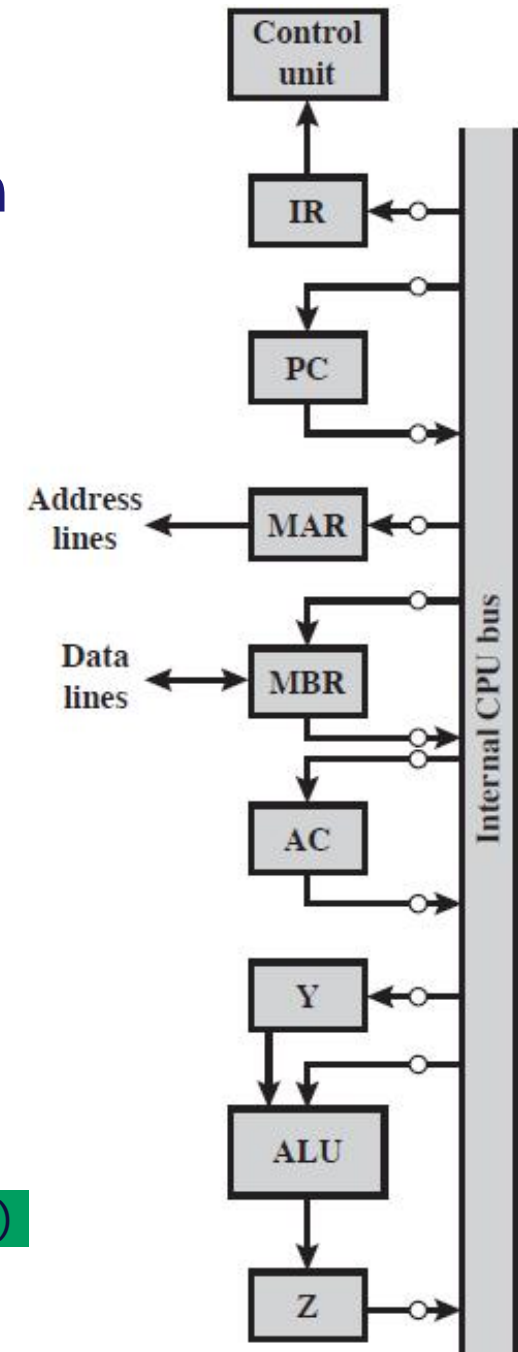 Control
unit
n
IR
PC
Address
lines
MAR
Data
lines
MBR
Internal CPU bus
AC
Y
ALU
)
Z